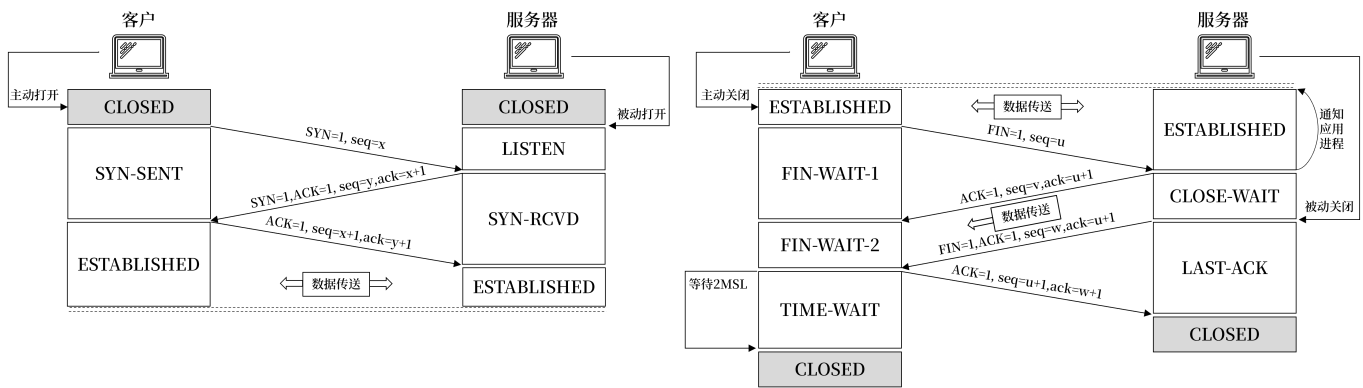 客户
服务器
主动打开
CLOSED
CLOSED
被动打开
SYN=1, seq=x
LISTEN
SYN-SENT
SYN=1,ACK=1, seq=y,ack=x+1
SYN-RCVD
ACK=1, seq=x+1,ack=y+1
ESTABLISHED
数据传送
ESTABLISHED
客户
服务器
主动关闭
ESTABLISHED
数据传送
ESTABLISHED
通知
应用
进程
FIN=1, seq=u
FIN-WAIT-1
ACK=1, seq=v,ack=u+1
CLOSE-WAIT
被动关闭
数据传送
FIN-WAIT-2
FIN=1,ACK=1, seq=w,ack=u+1
LAST-ACK
ACK=1, seq=u+1,ack=w+1
等待2MSL
TIME-WAIT
CLOSED
CLOSED